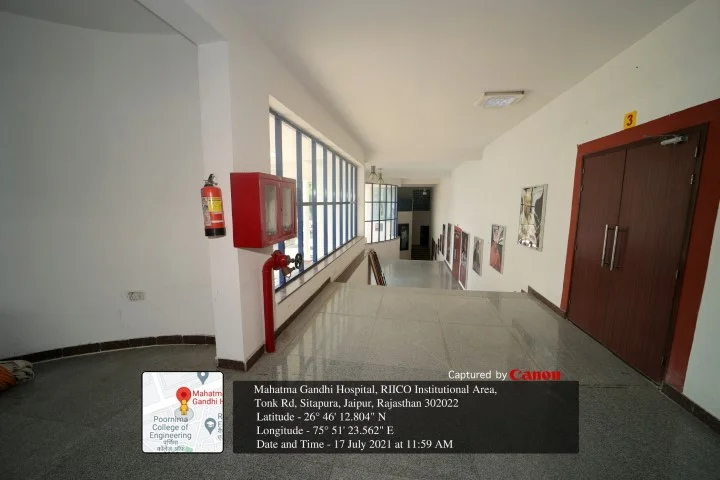 3
Captured by Canon
Mahatma Gandhi Hospital, RIICO Institutional Area,
Tonk Rd, Sitapura, Jaipur, Rajasthan 302022
Latitude - 26° 46' 12.804" N
Longitude - 75° 51' 23.562" E
Date and Time - 17 July 2021 at 11:59 AM
Mahatm
Gandhi H
Poornima
College of
Engineering